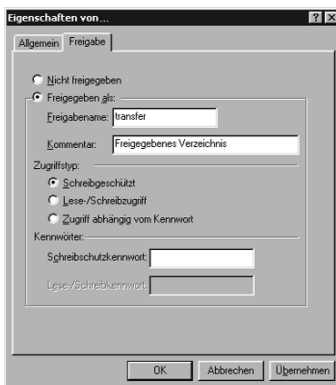 Eigenschaften von...
Allgemein Freigabe
Nicht freigegeben
Freigegeben als:
Freigabename: transfer
Kommentar: Freigegebenes Verzeichnis
Zugriffstyp:
Schreibgeschützt
Lese-/Schreibzugriff
Zugriff abhängig vom Kennwort
Kennwörter:
Schreibschutzkennwort:
Lese-/Schreibkennwort:
OK Abbrechen Übernehmen